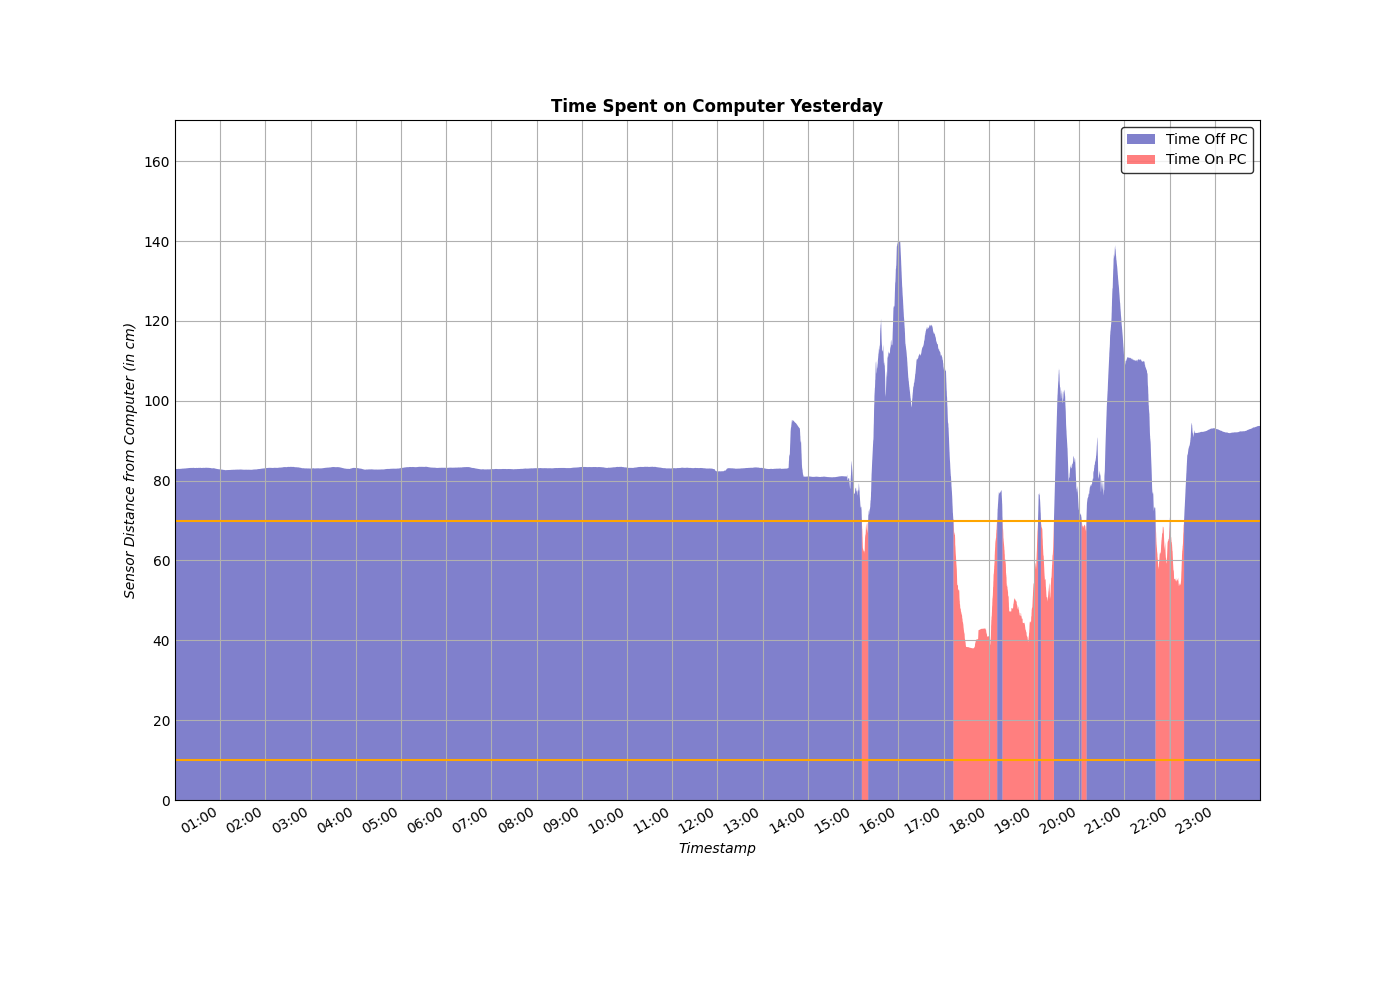 Time Spent on Computer Yesterday
Time Off PC
Time On PC
160
140
120
100
80
60
40
20
0
Sensor Distance from Computer (in cm)
01:00 02:00 03:00 04:00 05:00 06:00 07:00 08:00 09:00 10:00 11:00 12:00 13:00 14:00 15:00 16:00 17:00 18:00 19:00 20:00 21:00 22:00 23:00
Timestamp